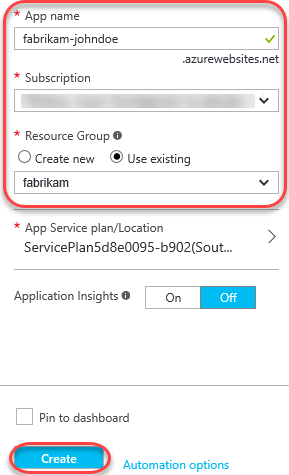 * App name
fabrikam-johndoe
.azurewebsites.net
* Subscription
* Resource Group
Create new Use existing
fabrikam
* App Service plan/Location
ServicePlan5d8e0095-b902(Sout...
Application Insights On Off
Pin to dashboard
Create Automation options